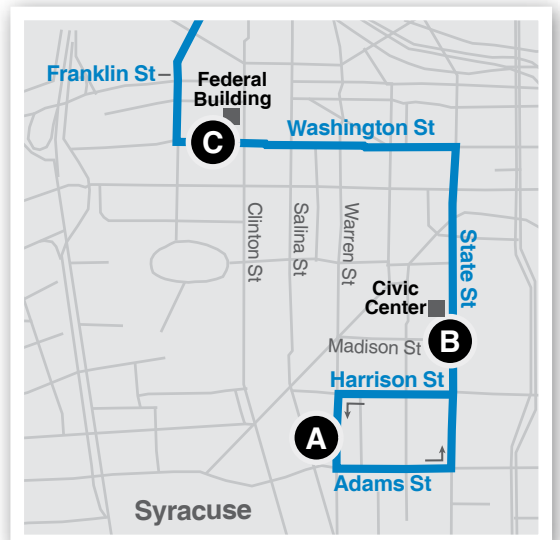 Franklin St
Federal
Building
C
Washington St
Clinton St
Salina St
Warren St
State St
Civic
Center
B
Madison St
Harrison St
A
Adams St
Syracuse